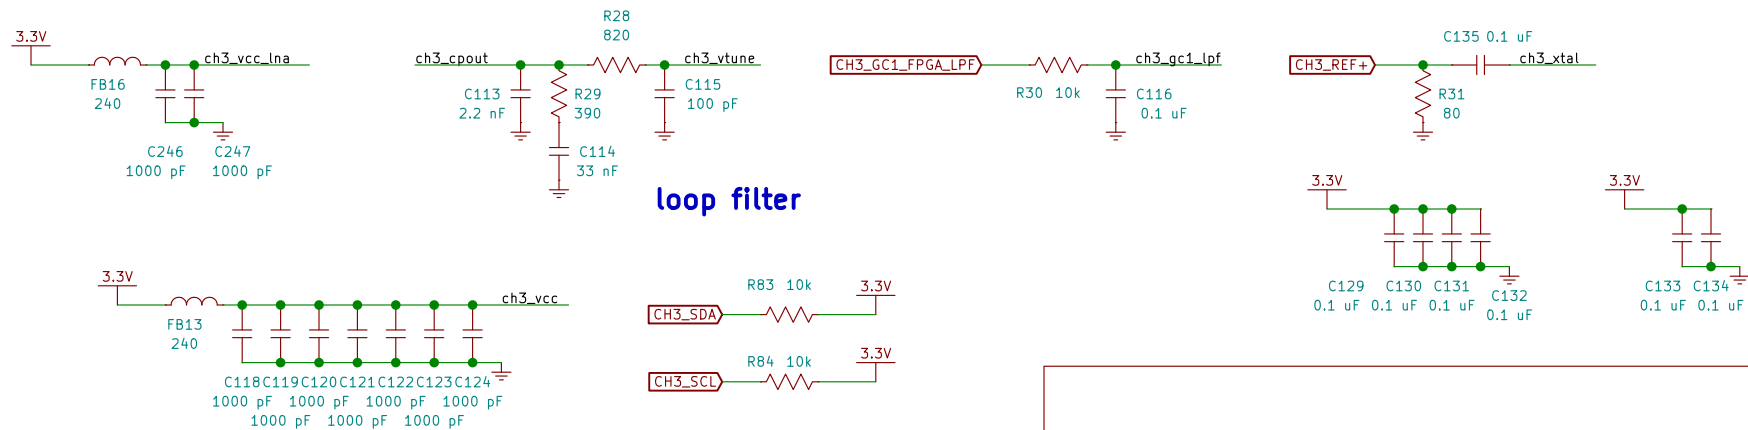 3.3V
FB16
240
ch3_vcc_lna
C246
1000 pF
C247
1000 pF
ch3_cpout
R28
820
ch3_vtune
C113
2.2 nF
R29
390
C115
100 pF
C114
33 nF
loop filter
CH3_GC1_FPGA_LPF
R30 10k
ch3_gc1_lpf
C116
0.1 uF
CH3_REF+
C135 0.1 uF
ch3_xtal
R31
80
3.3V
C129
0.1 uF
C130
0.1 uF
C131
0.1 uF
C132
0.1 uF
3.3V
C133
0.1 uF
C134
0.1 uF
3.3V
FB13
240
ch3_vcc
C118 C119 C120 C121 C122 C123 C124
1000 pF 1000 pF 1000 pF 1000 pF
1000 pF 1000 pF 1000 pF
CH3_SDA
R83 10k
3.3V
CH3_SCL
R84 10k
3.3V